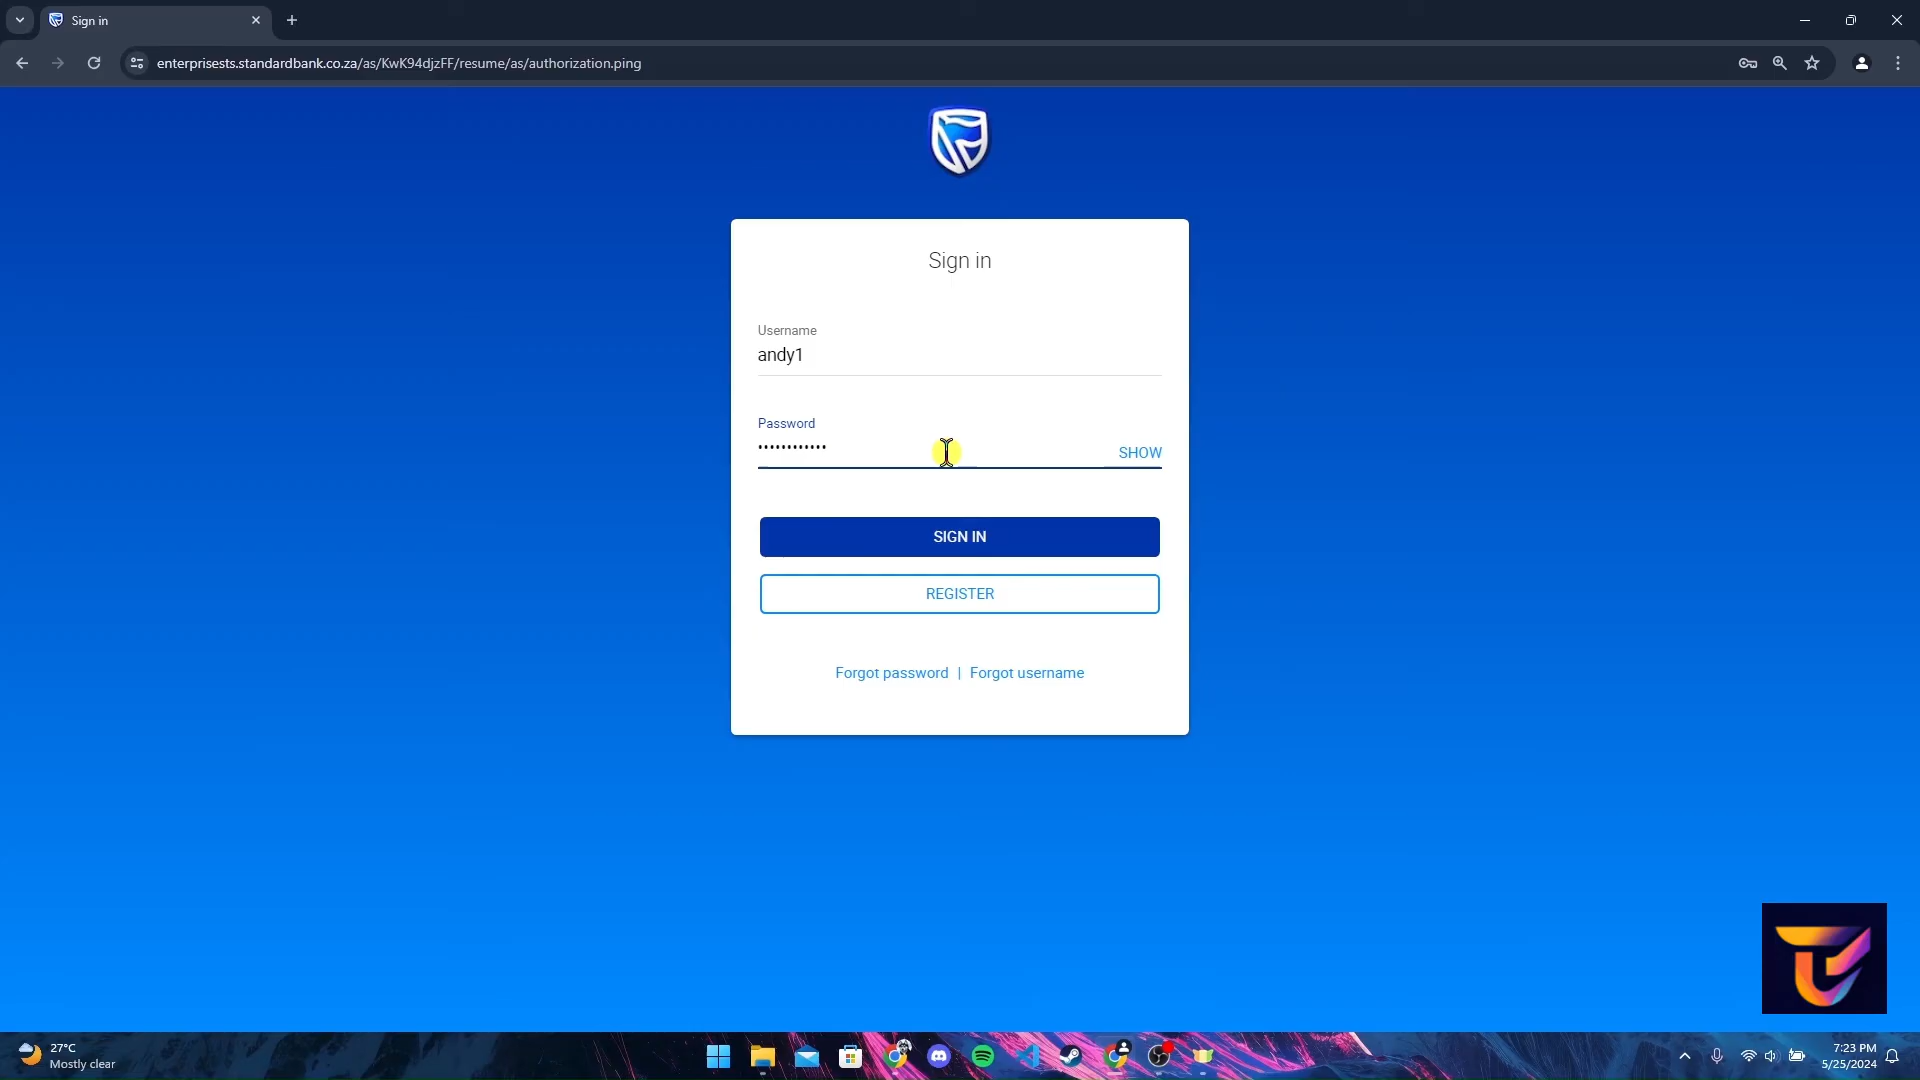 Sign in
enterprisests.standardbank.co.za/as/KwK94djzFF/resume/as/authorization.ping
Sign in
Username
andy1
Password
••••••••••••
SHOW
SIGN IN
REGISTER
Forgot password | Forgot username
27°C
Mostly clear
7:23 PM
5/25/2024